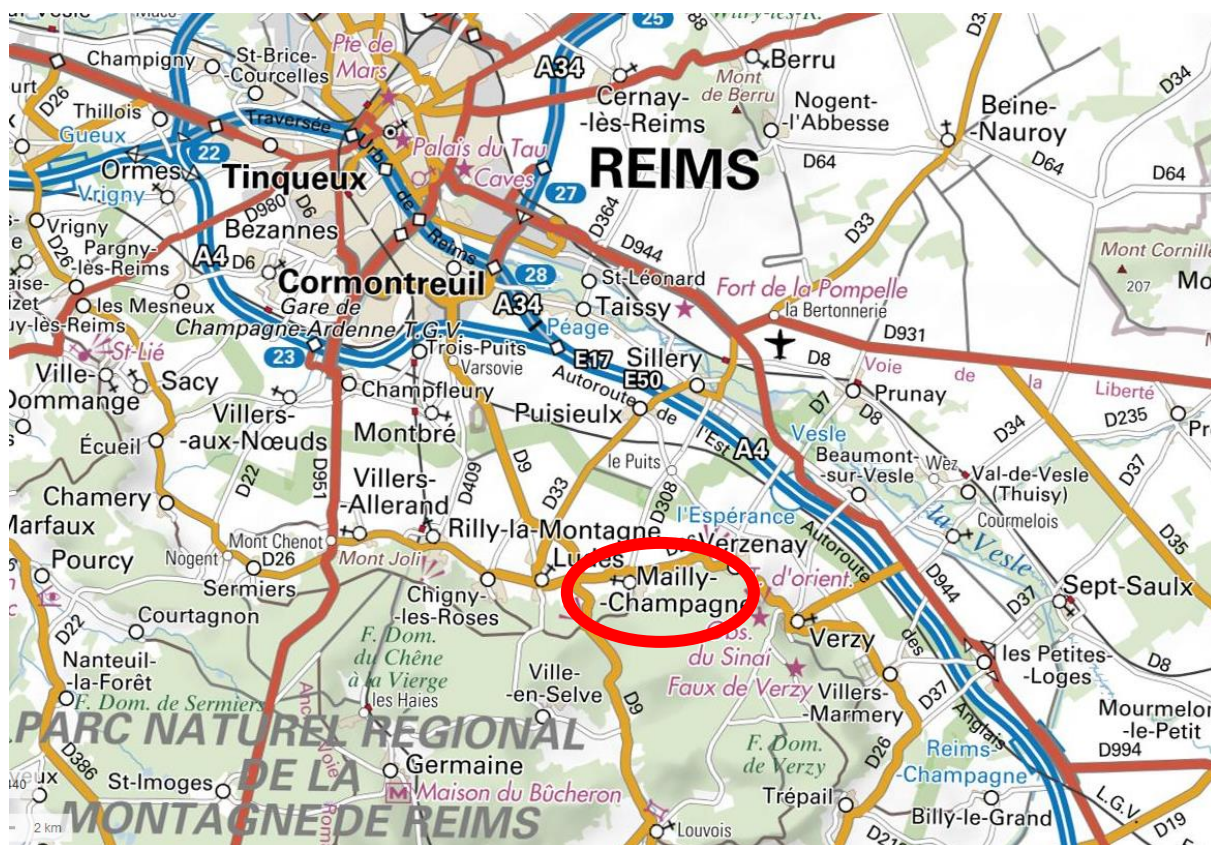 25
Champigny
St-Brice-
-Courcelles
Pte de
Mars
A34
Berru
Mont
de Berru
D34
D26
Thillois
Gueux
Traversée
Urb.
de
Reims
Cernay-
-lès-Reims
Nogent-
-l'Abbesse
Beine-
-Nauroy
22
Ormes
Vrigny
Tinqueux
Palais du Tau
Caves
REIMS
27
D64
D64
D64
D980
D6
D364
D33
Vrigny
D26
Pargny-
-lès-Reims
A4
D6
Bézannes
D944
Mont Cornille
207
Cormontreuil
28
A34
St-Léonard
Taissy
Fort de la Pompelle
la Bertonnerie
les Mesneux
Gare de
Champagne-Ardenne T.G.V.
Péage
D931
23
St-Lié
Trois-Puits
Varsovie
E17
E50
Sillery
D8
Voie de la Liberté
Ville-
Dommange
Sacy
Champfleury
Autoroute de l'Est
Puisieulx
Prunay
D7
D8
D235
Villers-
-aux-Nœuds
Montbré
A4
Vesle
D34
Écueil
D22
D951
D409
D9
D33
le Puits
D308
Beaumont-
-sur-Vesle
Wez
Val-de-Vesle
(Thuisy)
D37
Courmelois
Chamery
Villers-
Allerand
l'Espérance
la Vesle
D35
Marfaux
Pourcy
Nogent
Mont Chenot
D26
Mont Joli
Rilly-la-Montagne
Ludes
Verzenay
Autoroute
des
Anglais
Sermiers
Chigny-
-les-Roses
Mailly-
-Champagne
d'orient.
D944
D37
Sept-Saulx
Courtagnon
D22
F. Dom.
du Chêne
à la Vierge
Obs.
du Sinaï
Verzy
les Petites-
-Loges
D8
Nanteuil-
-la-Forêt
F. Dom. de Sermiers
les Haies
Ville-
-en-Selve
D9
Faux de Verzy
Villers-
-Marmery
D37
Mourmelon
-le-Petit
PARC NATUREL RÉGIONAL
DE LA
MONTAGNE DE REIMS
F. Dom.
de Verzy
D26
Reims-
-Champagne
D994
D386
St-Imoges
Germaine
Maison du Bûcheron
Trépail
Billy-le-Grand
L.G.V.
D19
2 km
Louvois